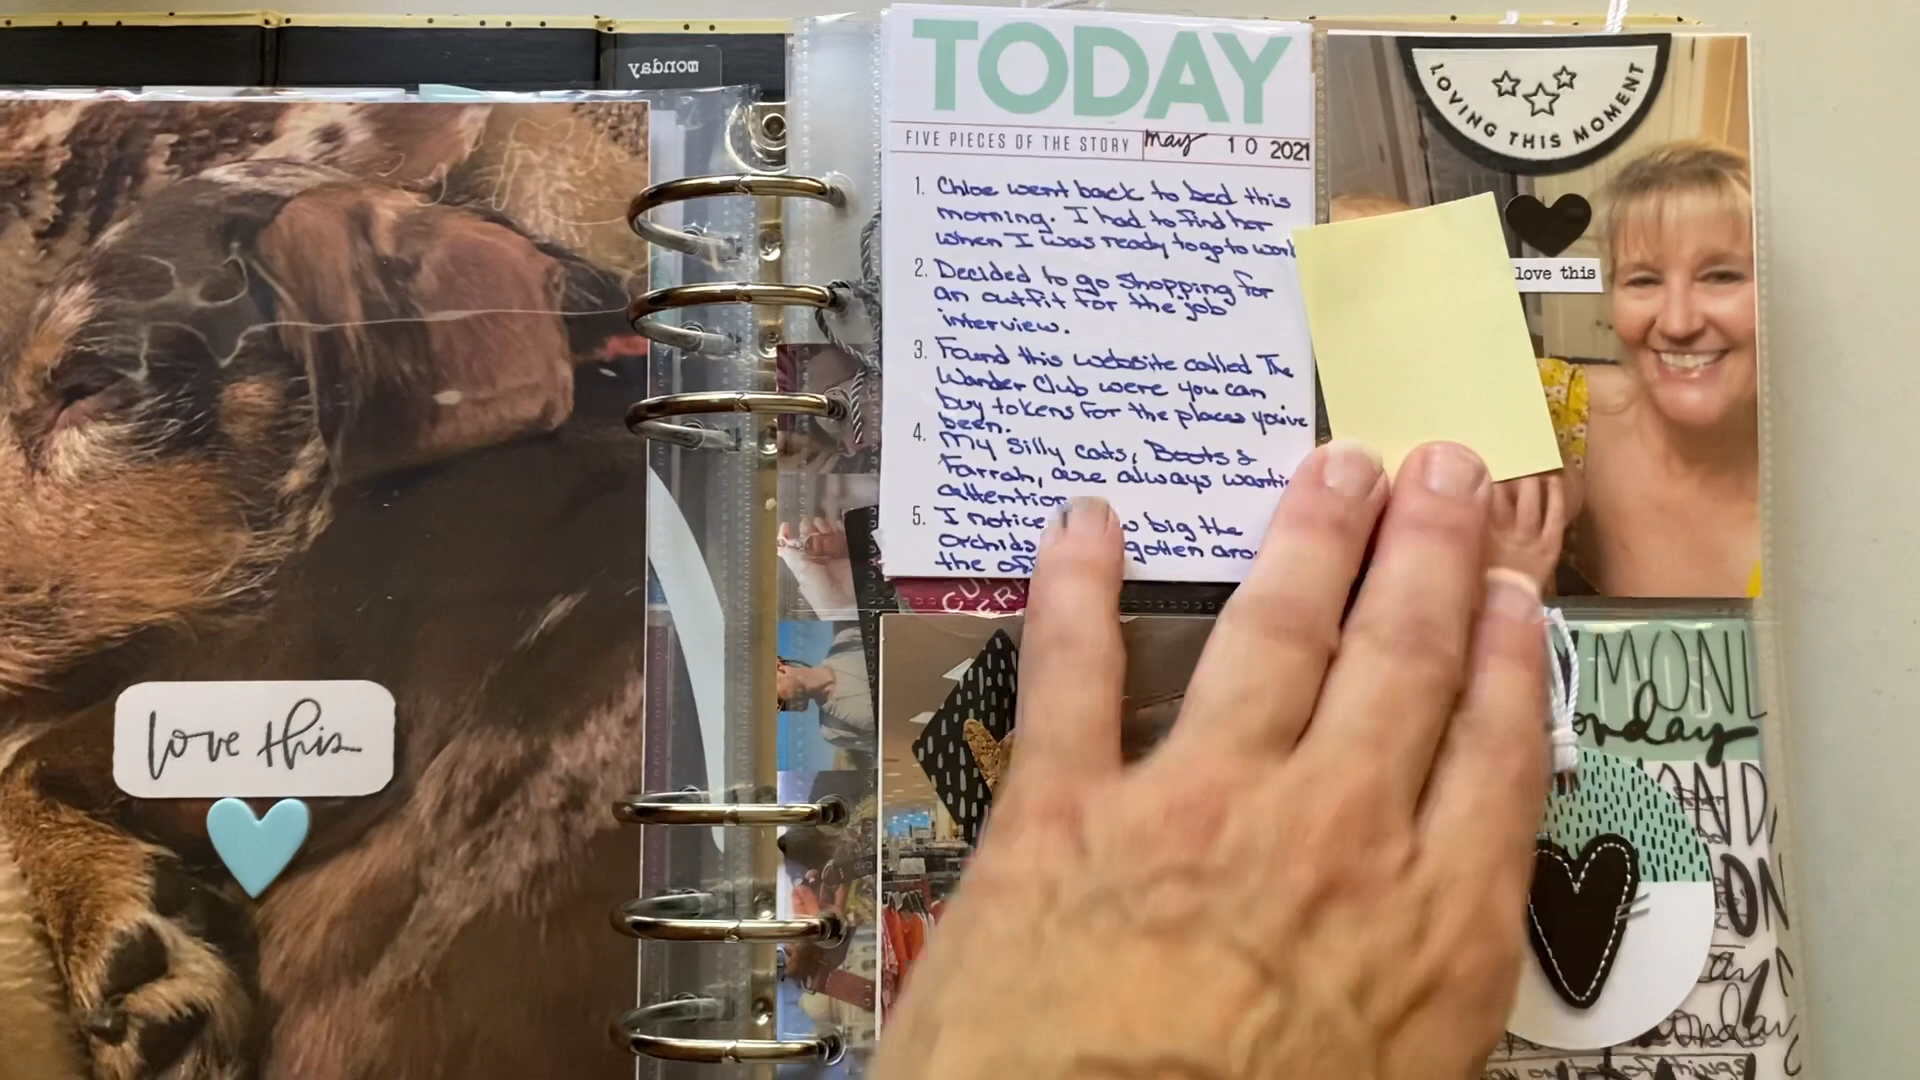 monday
TODAY
FIVE PIECES OF THE STORY may 10 2021
1. Chloe went back to bed this
morning. I had to find her
when I was ready to go to work
2. Decided to go shopping for
an outfit for the job
interview.
3. Found this website called The
Wander Club were you can
buy tokens for the places you've
been.
4. My silly cats, Boots &
Farrah, are always
attention
5. I notice big the
orchids gotten
the
LOVING THIS MOMENT
love this
love this
MON
monday